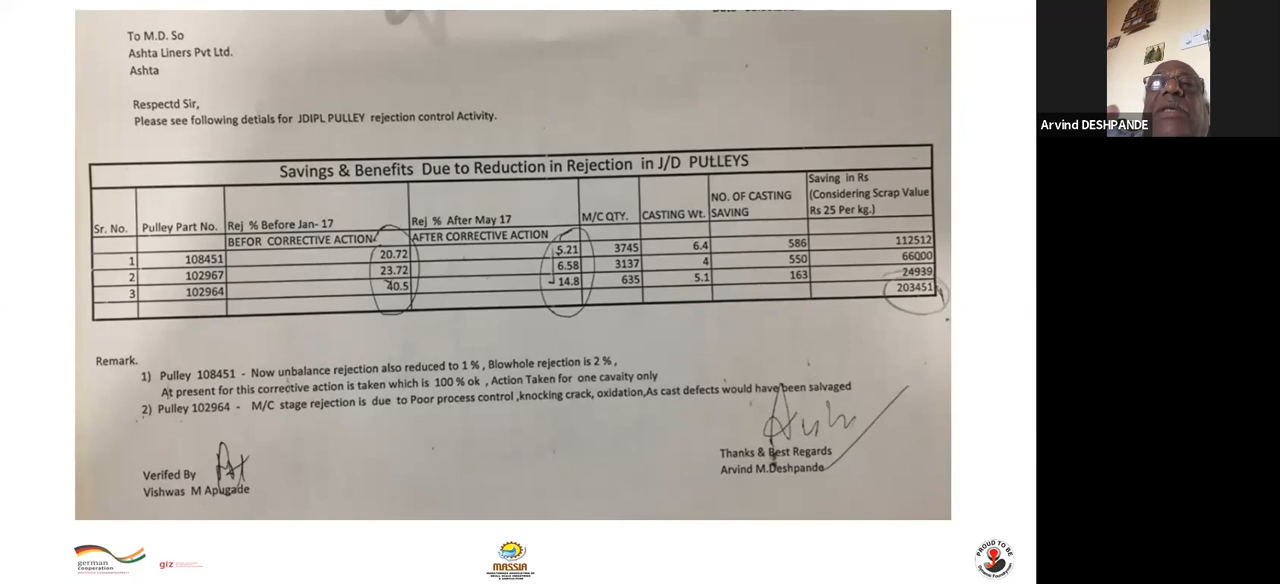 To M.D. So
Ashta Liners Pvt Ltd.
Ashta
Respectd Sir,
Please see following detials for JDIPL PULLEY rejection control Activity.
Savings & Benefits Due to Reduction in Rejection in J/D PULLEYS
Sr. No. Pulley Part No. Rej % Before Jan- 17 Rej % After May 17 M/C QTY. CASTING Wt. NO. OF CASTING SAVING Saving in Rs (Considering Scrap Value Rs 25 Per kg.)
BEFOR CORRECTIVE ACTION AFTER CORRECTIVE ACTION
1 108451 20.72 5.21 3745 6.4 586 112512
2 102967 23.72 6.58 3137 4 550 66000
3 102964 40.5 14.8 635 5.1 163 24939
203451
Remark.
1) Pulley 108451 - Now unbalance rejection also reduced to 1 % , Blowhole rejection is 2 % ,
At present for this corrective action is taken which is 100 % ok , Action Taken for one cavaity only
2) Pulley 102964 - M/C stage rejection is due to Poor process control ,knocking crack, oxidation,As cast defects would have been salvaged
Thanks & Best Regards
Arvind M.Deshpande
Verifed By
Vishwas M Apugade
Arvind DESHPANDE
german
cooperation
giz
MASSIA
PROUD TO BE